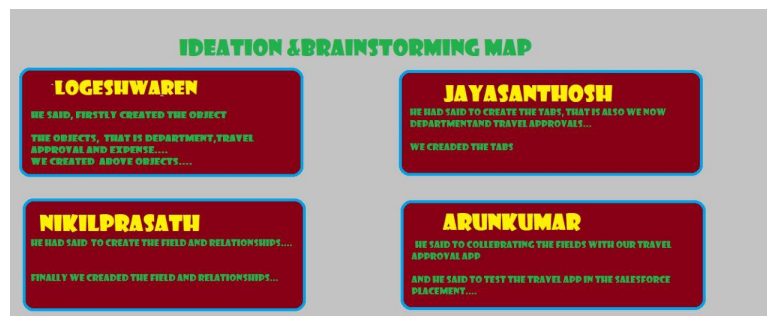 IDEATION &BRAINSTORMING MAP
LOGESHWAREN
HE SAID, FIRSTLY CREATED THE OBJECT
THE OBJECTS, THAT IS DEPARTMENT,TRAVEL
APPROVAL AND EXPENSE....
WE CREATED ABOVE OBJECTS....
JAYASANTHOSH
HE HAD SAID TO CREATE THE TABS, THAT IS ALSO WE NOW
DEPARTMENTAND TRAVEL APPROVALS...
WE CREADED THE TABS
NIKILPRASATH
HE HAD SAID TO CREATE THE FIELD AND RELATIONSHIPS....
FINALLY WE CREADED THE FIELD AND RELATIONSHIPS...
ARUNKUMAR
HE SAID TO COLLEBRATING THE FIELDS WITH OUR TRAVEL
APPROVAL APP
AND HE SAID TO TEST THE TRAVEL APP IN THE SALESFORCE
PLACEMENT....